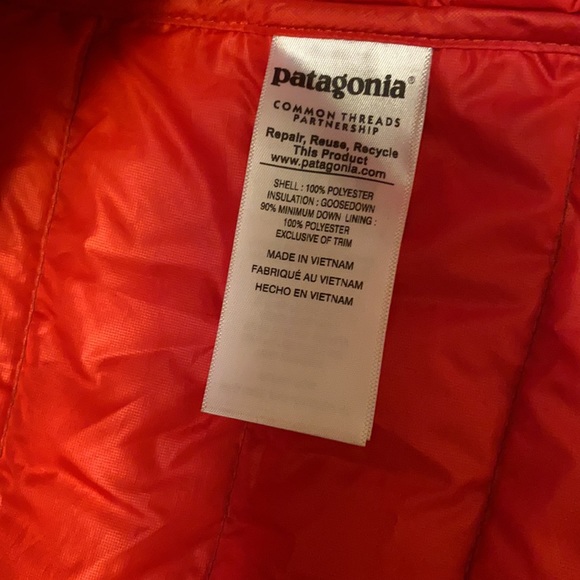 patagonia®
COMMON THREADS
PARTNERSHIP
Repair, Reuse, Recycle
This Product
www.patagonia.com
SHELL : 100% POLYESTER
INSULATION : GOOSEDOWN
90% MINIMUM DOWN LINING :
100% POLYESTER
EXCLUSIVE OF TRIM
MADE IN VIETNAM
FABRIQUÉ AU VIETNAM
HECHO EN VIETNAM